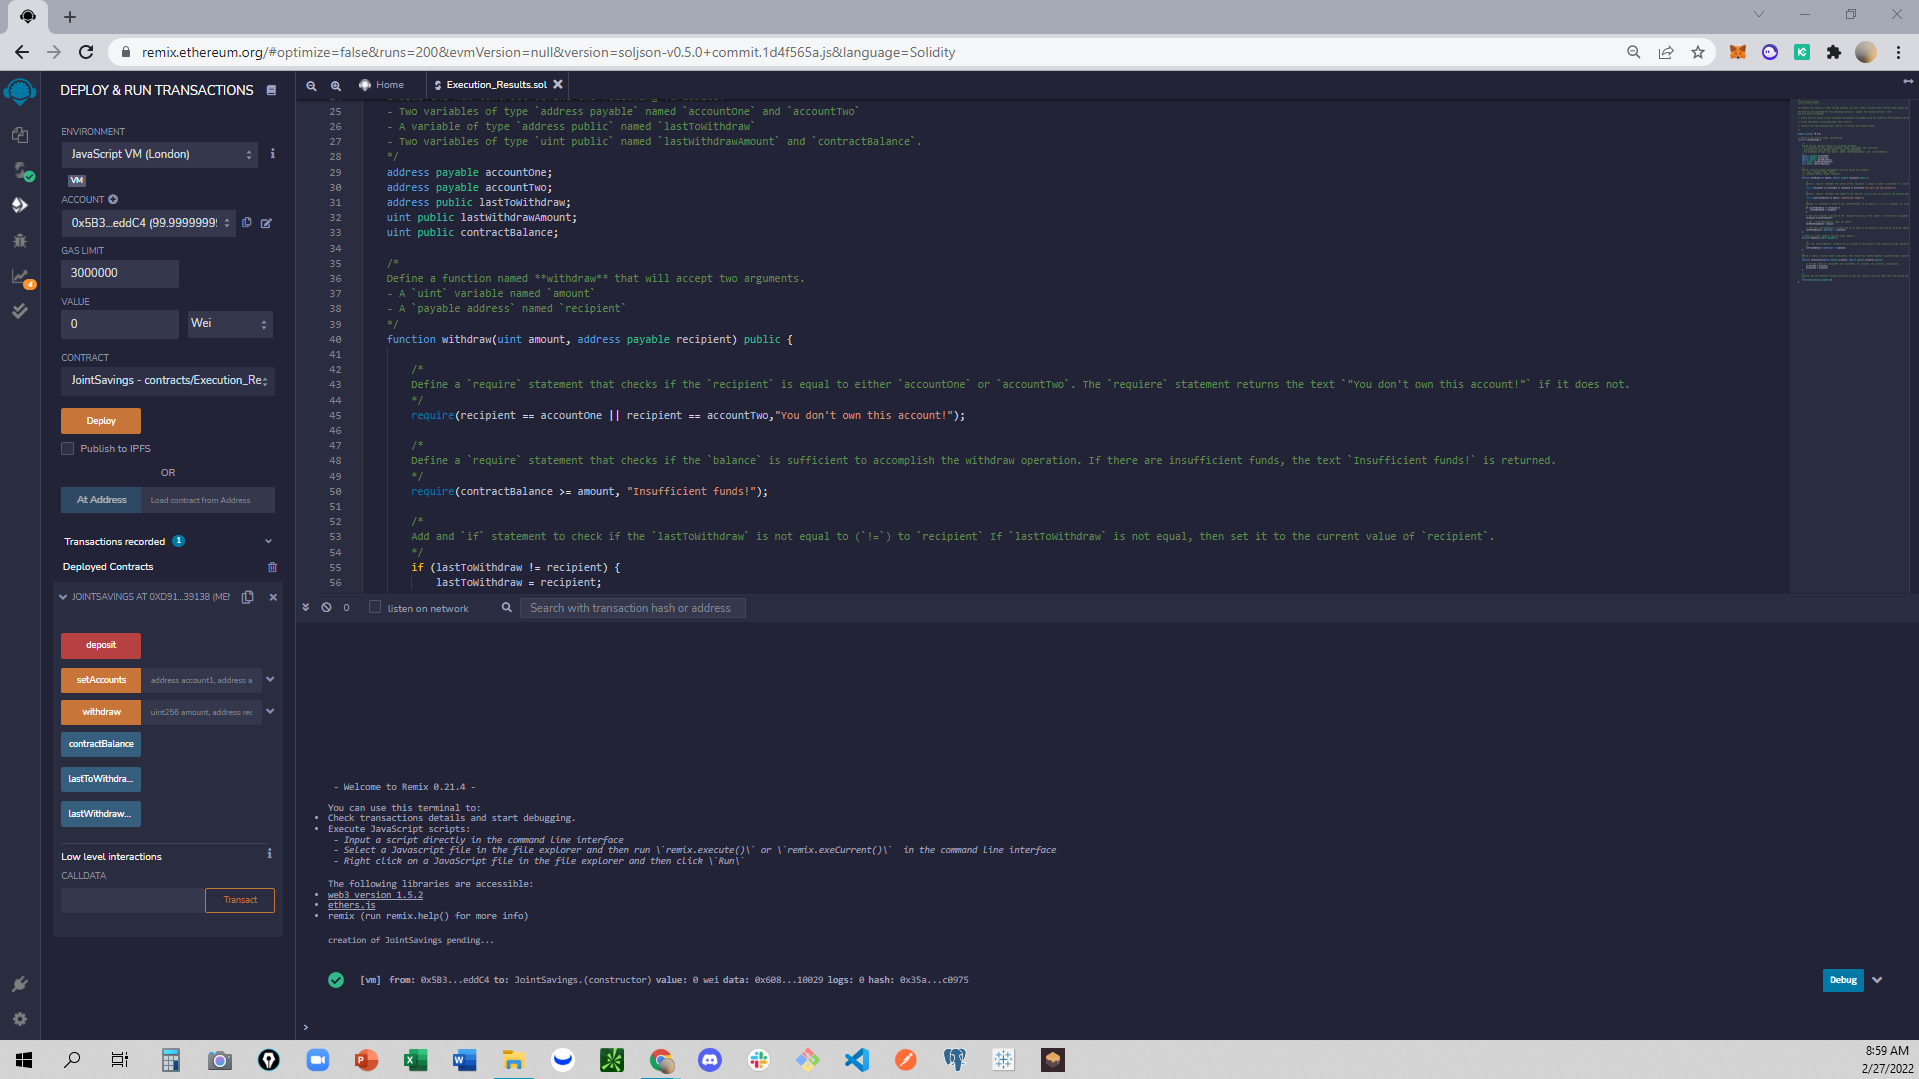 remix.ethereum.org/#optimize=false&runs=200&evmVersion=null&version=soljson-v0.5.0+commit.1d4f565a.js&language=Solidity
DEPLOY & RUN TRANSACTIONS
ENVIRONMENT
JavaScript VM (London)
VM
ACCOUNT
0x5B3...eddC4 (99.9999999
GAS LIMIT
3000000
VALUE
0
Wei
CONTRACT
JointSavings - contracts/Execution_Re
Deploy
Publish to IPFS
OR
At Address
Load contract from Address
Transactions recorded 1
Deployed Contracts
JOINTSAVINGS AT 0XD91...39138 (MEM
deposit
setAccounts
address account1, address a
withdraw
uint256 amount, address rec
contractBalance
lastToWithdra...
lastWithdraw...
Low level interactions
CALLDATA
Transact
4
Home
Execution_Results.sol
25 - Two variables of type `address payable` named `accountOne` and `accountTwo`
26 - A variable of type `address public` named `lastToWithdraw`
27 - Two variables of type `uint public` named `lastWithdrawAmount` and `contractBalance`.
28 */
29 address payable accountOne;
30 address payable accountTwo;
31 address public lastToWithdraw;
32 uint public lastWithdrawAmount;
33 uint public contractBalance;
34
35 /*
36 Define a function named **withdraw** that will accept two arguments.
37 - A `uint` variable named `amount`
38 - A `payable address` named `recipient`
39 */
40 function withdraw(uint amount, address payable recipient) public {
41
42 /*
43 Define a `require` statement that checks if the `recipient` is equal to either `accountOne` or `accountTwo`. The `requiere` statement returns the text `"You don't own this account!"` if it does not.
44 */
45 require(recipient == accountOne || recipient == accountTwo,"You don't own this account!");
46
47 /*
48 Define a `require` statement that checks if the `balance` is sufficient to accomplish the withdraw operation. If there are insufficient funds, the text `Insufficient funds!` is returned.
49 */
50 require(contractBalance >= amount, "Insufficient funds!");
51
52 /*
53 Add and `if` statement to check if the `lastToWithdraw` is not equal to (`!=`) to `recipient` If `lastToWithdraw` is not equal, then set it to the current value of `recipient`.
54 */
55 if (lastToWithdraw != recipient) {
56 lastToWithdraw = recipient;
0
listen on network
Search with transaction hash or address
- Welcome to Remix 0.21.4 -
You can use this terminal to:
• Check transactions details and start debugging.
• Execute JavaScript scripts:
- Input a script directly in the command line interface
- Select a Javascript file in the file explorer and then run \`remix.execute()\` or \`remix.exeCurrent()\` in the command line interface
- Right click on a JavaScript file in the file explorer and then click \`Run\`
The following libraries are accessible:
• web3 version 1.5.2
• ethers.js
• remix (run remix.help() for more info)
creation of JointSavings pending...
[vm] from: 0x5B3...eddC4 to: JointSavings.(constructor) value: 0 wei data: 0x608...10029 logs: 0 hash: 0x35a...c0975
Debug
>
8:59 AM
2/27/2022